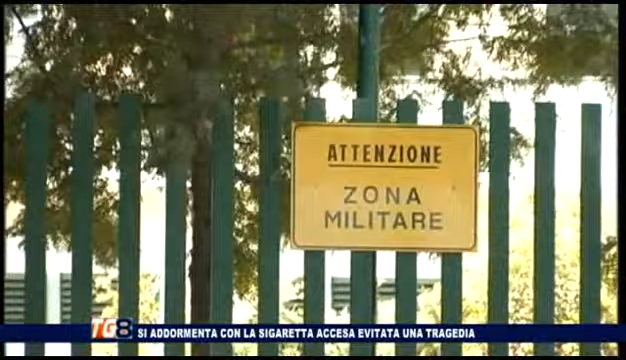 ATTENZIONE
ZONA
MILITARE
TG8 SI ADDORMENTA CON LA SIGARETTA ACCESA EVITATA UNA TRAGEDIA